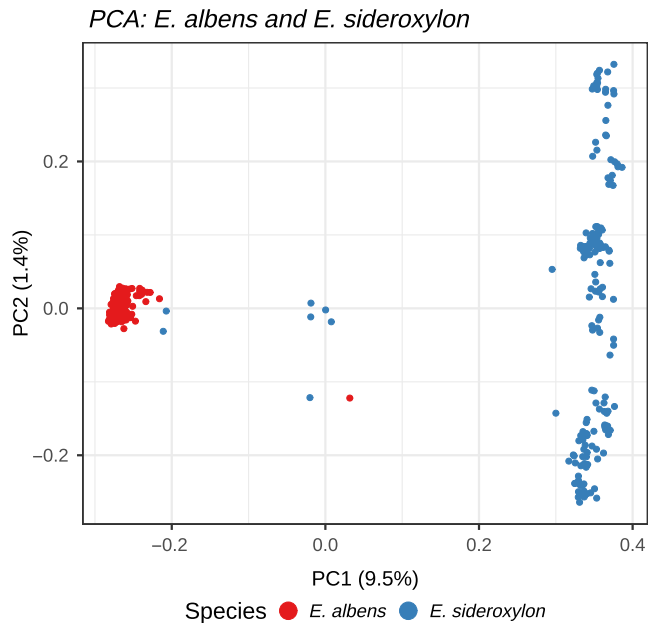 PCA: E. albens and E. sideroxylon
PC2 (1.4%)
0.2
0.0
−0.2
−0.2
0.0
0.2
0.4
PC1 (9.5%)
Species E. albens E. sideroxylon